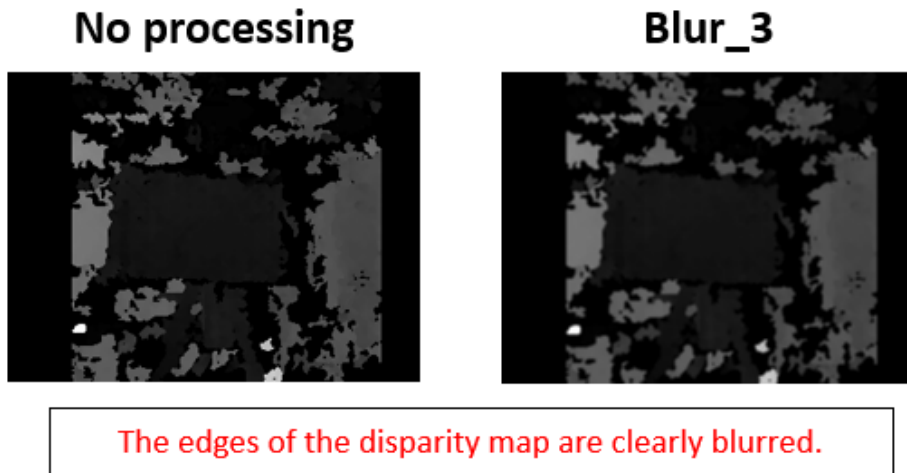 No processing
Blur_3
The edges of the disparity map are clearly blurred.